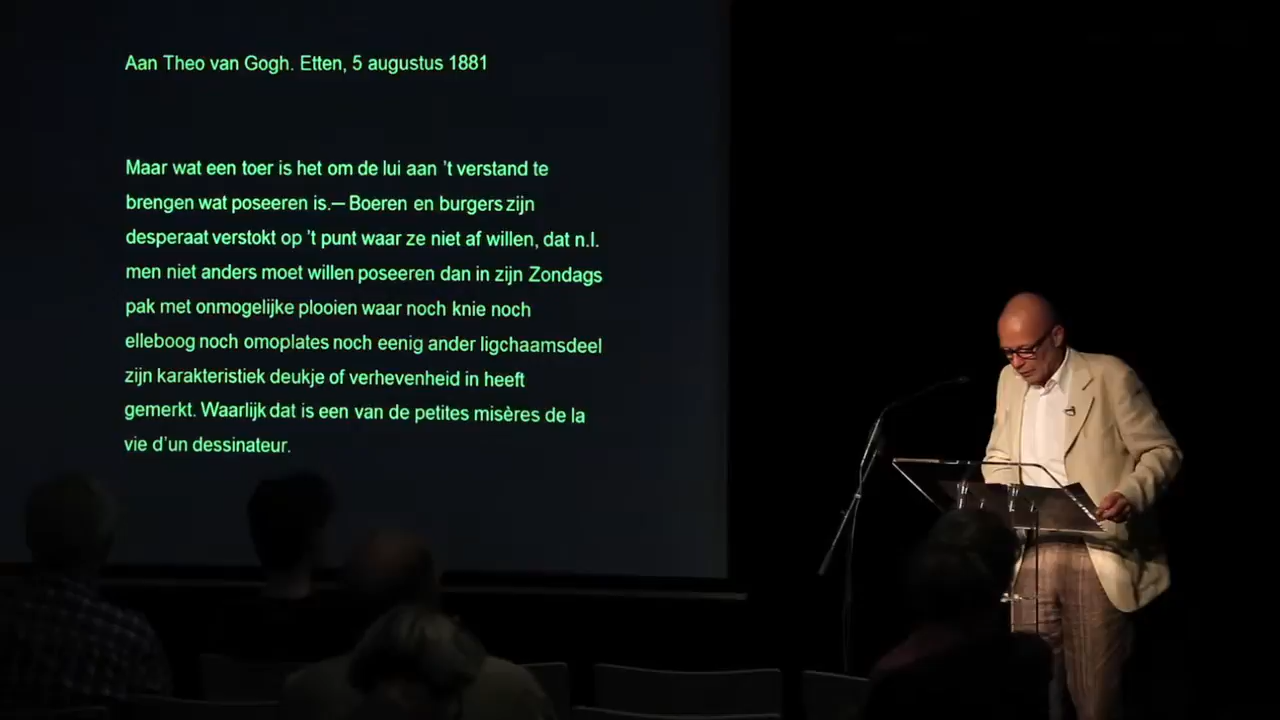 Aan Theo van Gogh. Etten, 5 augustus 1881
Maar wat een toer is het om de lui aan ’t verstand te
brengen wat poseeren is.— Boeren en burgers zijn
desperaat verstokt op ’t punt waar ze niet af willen, dat n.l.
men niet anders moet willen poseeren dan in zijn Zondags
pak met onmogelijke plooien waar noch knie noch
elleboog noch omoplates noch eenig ander ligchaamsdeel
zijn karakteristiek deukje of verhevenheid in heeft
gemerkt. Waarlijk dat is een van de petites misères de la
vie d’un dessinateur.